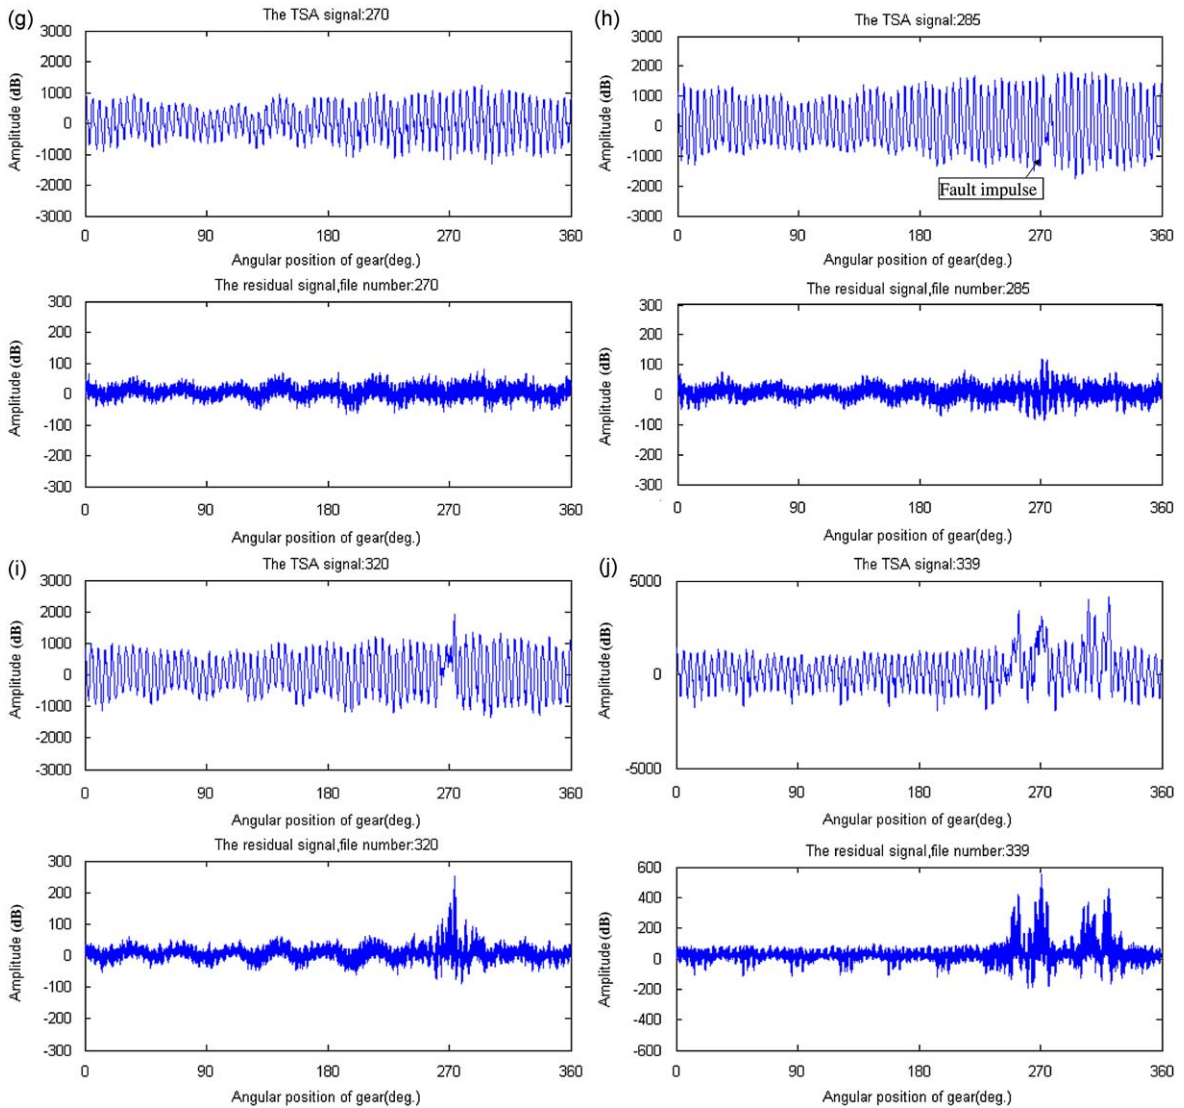 (g)
The TSA signal:270
3000
2000
1000
0
-1000
-2000
-3000
Amplitude (dB)
0 90 180 270 360
Angular position of gear(deg.)
The residual signal,file number:270
300
200
100
0
-100
-200
-300
Amplitude (dB)
0 90 180 270 360
Angular position of gear(deg.)
(h)
The TSA signal:285
3000
2000
1000
0
-1000
-2000
-3000
Amplitude (dB)
Fault impulse
0 90 180 270 360
Angular position of gear(deg.)
The residual signal,file number:285
300
200
100
0
-100
-200
-300
Amplitude (dB)
0 90 180 270 360
Angular position of gear(deg.)
(i)
The TSA signal:320
3000
2000
1000
0
-1000
-2000
-3000
Amplitude (dB)
0 90 180 270 360
Angular position of gear(deg.)
The residual signal,file number:320
300
200
100
0
-100
-200
-300
Amplitude (dB)
0 90 180 270 360
Angular position of gear(deg.)
(j)
The TSA signal:339
5000
0
-5000
Amplitude (dB)
0 90 180 270 360
Angular position of gear(deg.)
The residual signal,file number:339
600
400
200
0
-200
-400
-600
Amplitude (dB)
0 90 180 270 360
Angular position of gear(deg.)